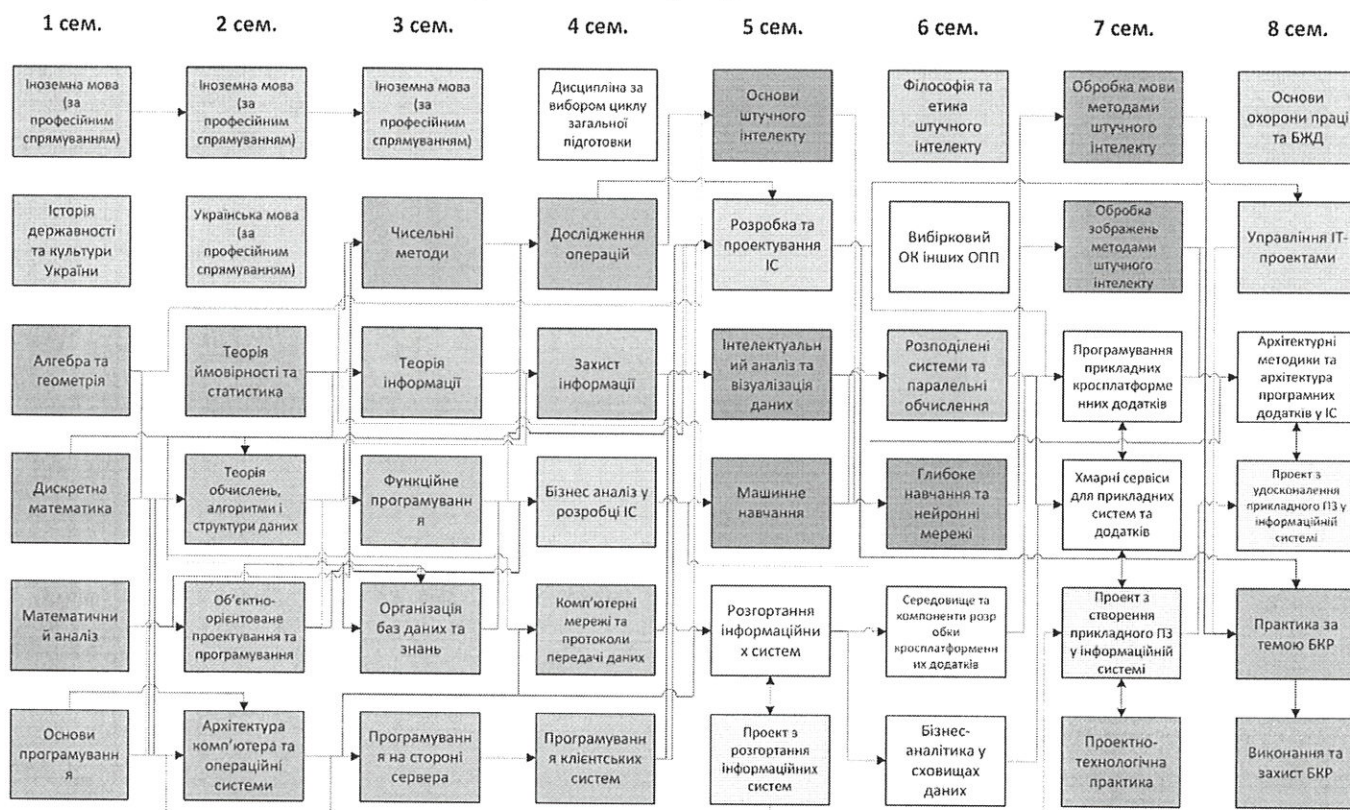 1 сем.
2 сем.
3 сем.
4 сем.
5 сем.
6 сем.
7 сем.
8 сем.
Іноземна мова
(за
професійним
спрямуванням)
Іноземна мова
(за
професійним
спрямуванням)
Іноземна мова
(за
професійним
спрямуванням)
Дисципліна за
вибором циклу
загальної
підготовки
Основи
штучного
інтелекту
Філософія та
етика
штучного
інтелекту
Обробка мови
методами
штучного
інтелекту
Основи
охорони праці
та БЖД
Історія
державності
та культури
України
Українська мова
(за
професійним
спрямуванням)
Чисельні
методи
Дослідження
операцій
Розробка та
проектування
ІС
Вибірковий
ОК інших ОПП
Обробка
зображень
методами
штучного
інтелекту
Управління ІТ-
проектами
Алгебра та
геометрія
Теорія
ймовірності та
статистика
Теорія
інформації
Захист
інформації
Інтелектуальн
ий аналіз та
візуалізація
даних
Розподілені
системи та
паралельні
обчислення
Програмування
прикладних
кросплатформе
нних додатків
Архітектурні
методики та
архітектура
програмних
додатків у ІС
Дискретна
математика
Теорія
обчислень,
алгоритми і
структури даних
Функційне
програмуванн
я
Бізнес аналіз у
розробці ІС
Машинне
навчання
Глибоке
навчання та
нейронні
мережі
Хмарні сервіси
для прикладних
систем та
додатків
Проект з
удосконалення
прикладного ПЗ у
інформаційній
системі
Математични
й аналіз
Об’єктно-
орієнтоване
проектування та
програмування
Організація
баз даних та
знань
Комп’ютерні
мережі та
протоколи
передачі даних
Розгортання
інформаційни
х систем
Середовище та
компоненти розр
обки
кросплатформенн
их додатків
Проект з
створення
прикладного ПЗ
у інформаційній
системі
Практика за
темою БКР
Основи
програмуванн
я
Архітектура
комп’ютера та
операційні
системи
Програмуванн
я на стороні
сервера
Програмуванн
я клієнтських
систем
Проект з
розгортання
інформаційних
систем
Бізнес-
аналітика у
сховищах
даних
Проектно-
технологічна
практика
Виконання та
захист БКР